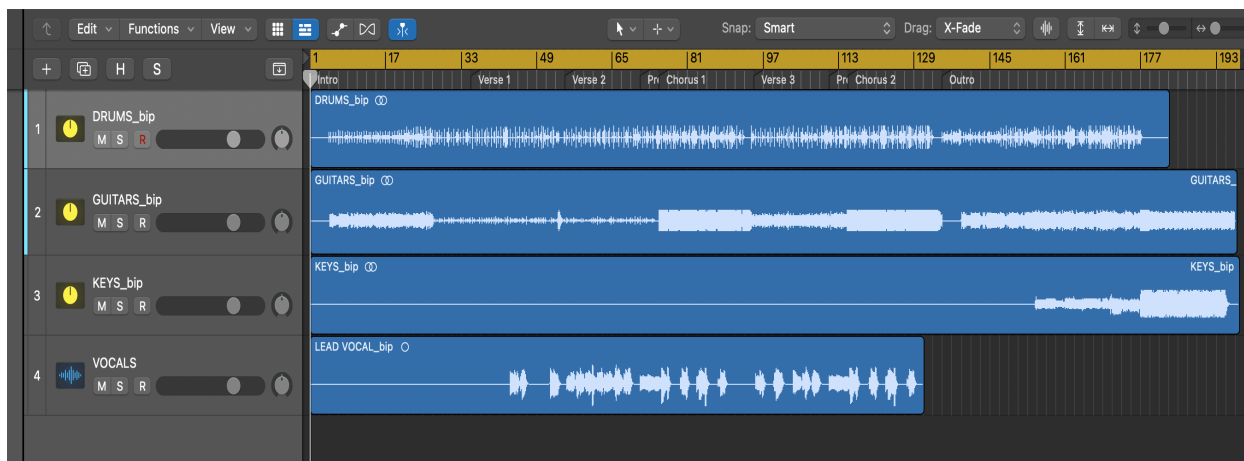 Edit Functions View Snap: Smart Drag: X-Fade
H S 1 17 33 49 65 81 97 113 129 145 161 177 193
Intro Verse 1 Verse 2 Pr Chorus 1 Verse 3 Pr Chorus 2 Outro
DRUMS_bip
1 DRUMS_bip
M S R
GUITARS_bip GUITARS_
2 GUITARS_bip
M S R
KEYS_bip KEYS_bip
3 KEYS_bip
M S R
LEAD VOCAL_bip
4 VOCALS
M S R